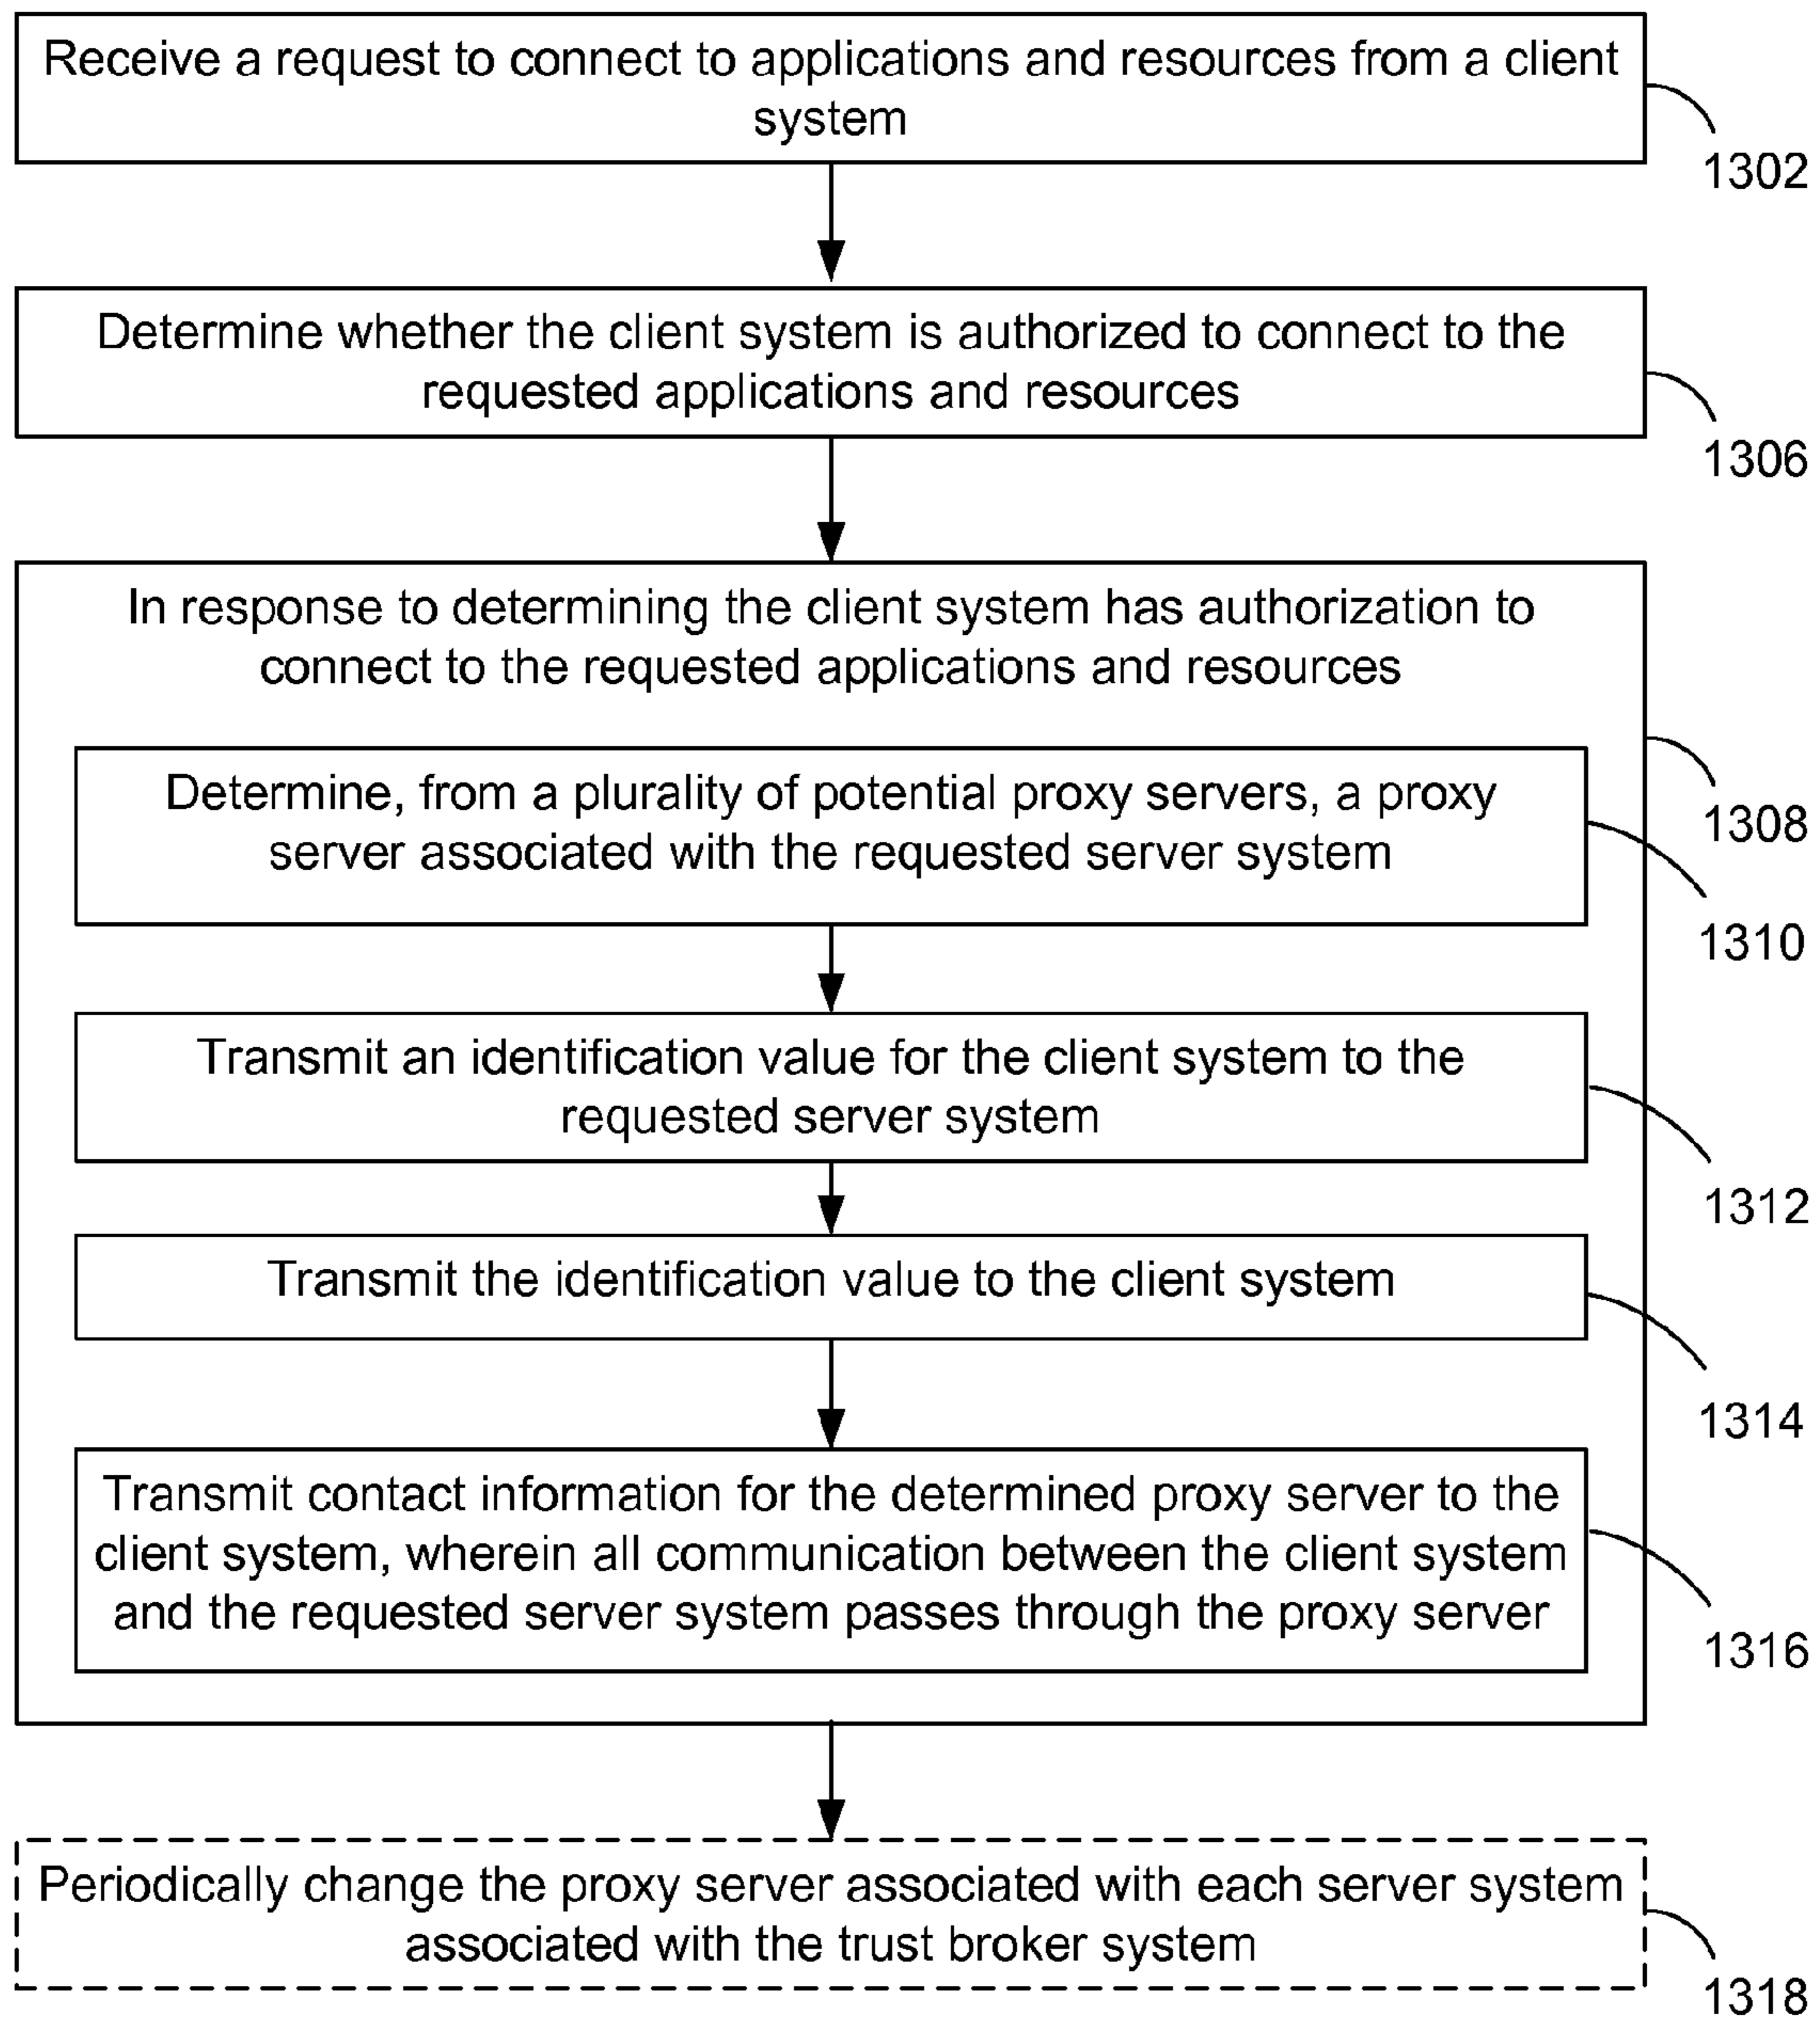 Receive a request to connect to applications and resources from a client
system
1302
Determine whether the client system is authorized to connect to the
requested applications and resources
1306
In response to determining the client system has authorization to
connect to the requested applications and resources
1308
Determine, from a plurality of potential proxy servers, a proxy
server associated with the requested server system
1310
Transmit an identification value for the client system to the
requested server system
1312
Transmit the identification value to the client system
1314
Transmit contact information for the determined proxy server to the
client system, wherein all communication between the client system
and the requested server system passes through the proxy server
1316
Periodically change the proxy server associated with each server system
associated with the trust broker system
1318